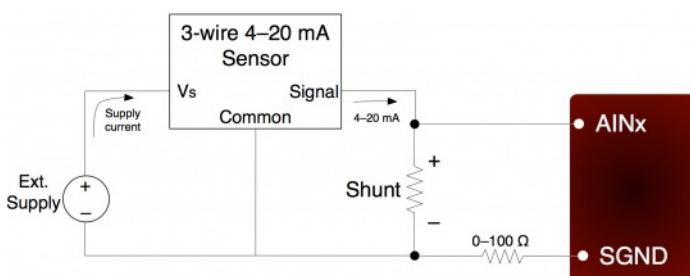 3-wire 4–20 mA
Sensor
Vs
Signal
Common
Supply
current
4–20 mA
AINx
Ext.
Supply
+
–
Shunt
+
–
0–100 Ω
SGND